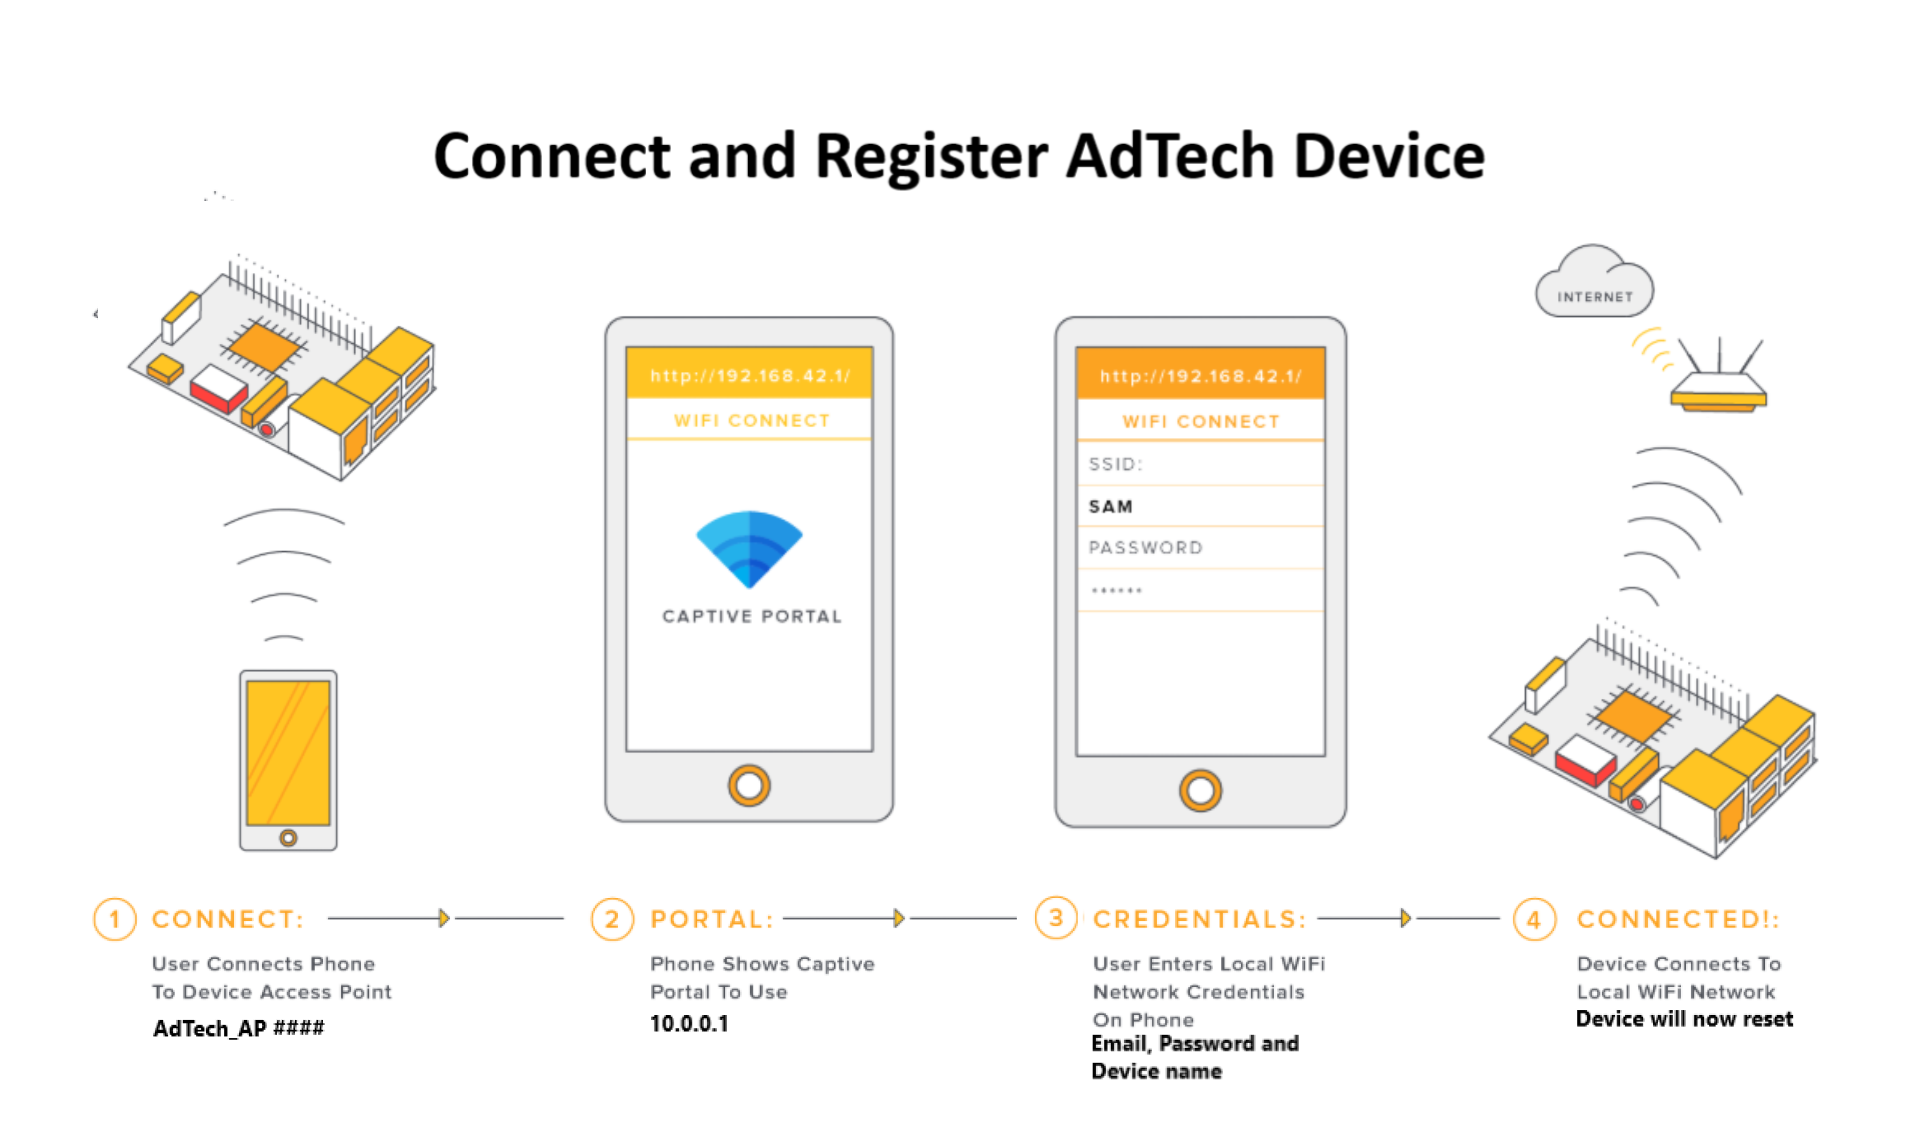 Connect and Register AdTech Device
INTERNET
http://192.168.42.1/
WIFI CONNECT
CAPTIVE PORTAL
http://192.168.42.1/
WIFI CONNECT
SSID:
SAM
PASSWORD
******
1 CONNECT:
User Connects Phone
To Device Access Point
AdTech_AP ####
2 PORTAL:
Phone Shows Captive
Portal To Use
10.0.0.1
3 CREDENTIALS:
User Enters Local WiFi
Network Credentials
On Phone
Email, Password and
Device name
4 CONNECTED!:
Device Connects To
Local WiFi Network
Device will now reset